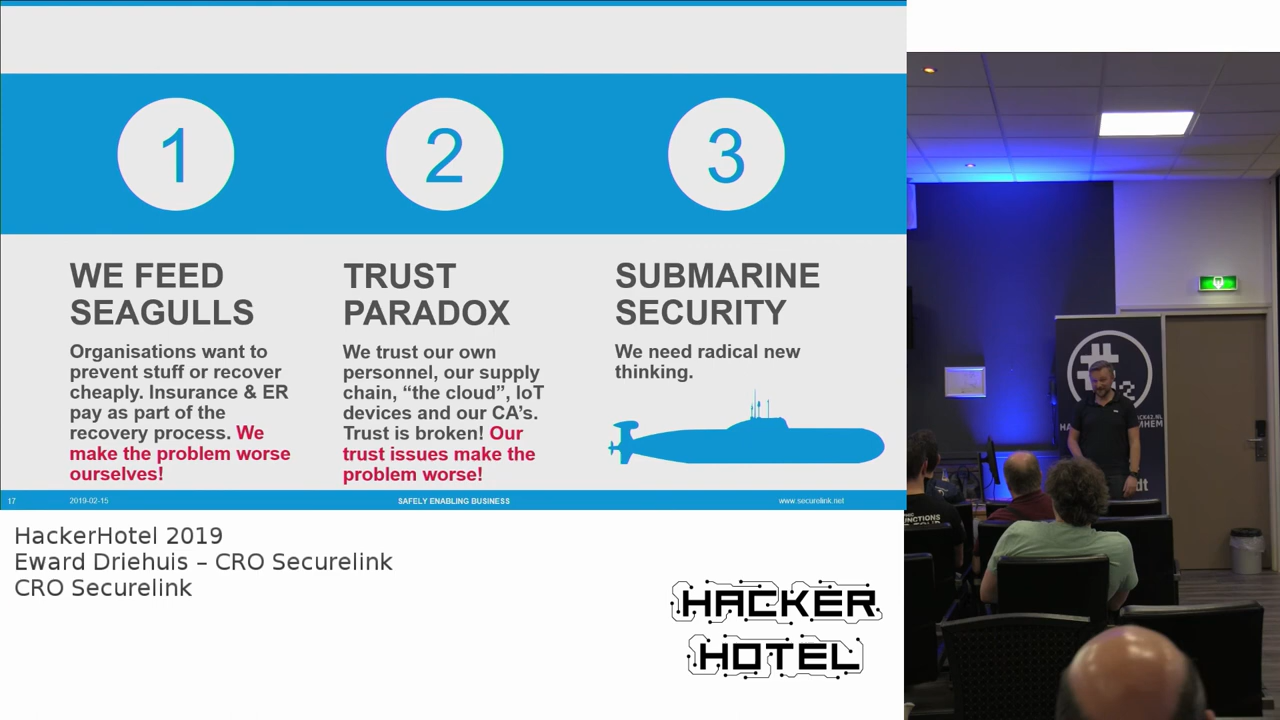 1
2
3
WE FEED
SEAGULLS
Organisations want to
prevent stuff or recover
cheaply. Insurance & ER
pay as part of the
recovery process. We
make the problem worse
ourselves!
TRUST
PARADOX
We trust our own
personnel, our supply
chain, “the cloud”, IoT
devices and our CA’s.
Trust is broken! Our
trust issues make the
problem worse!
SUBMARINE
SECURITY
We need radical new
thinking.
17
2019-02-15
SAFELY ENABLING BUSINESS
www.securelink.net
HackerHotel 2019
Eward Driehuis – CRO Securelink
CRO Securelink
HACKER
HOTEL